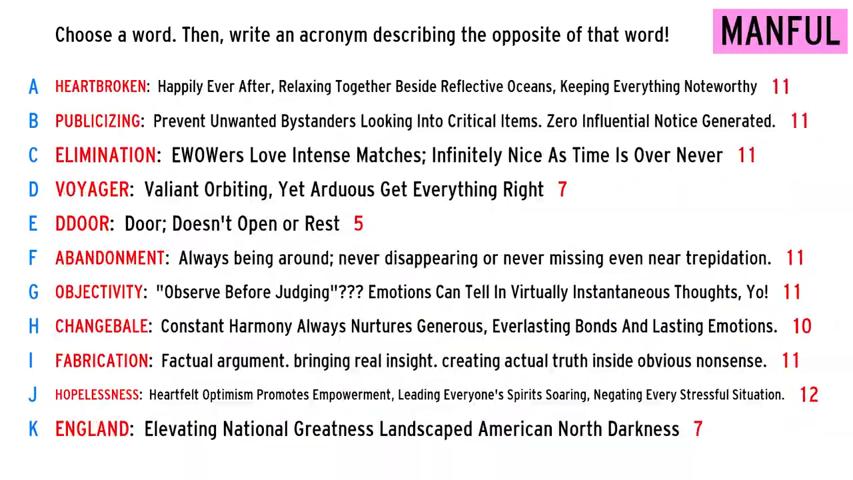 Choose a word. Then, write an acronym describing the opposite of that word! MANFUL
A HEARTBROKEN: Happily Ever After, Relaxing Together Beside Reflective Oceans, Keeping Everything Noteworthy 11
B PUBLICIZING: Prevent Unwanted Bystanders Looking Into Critical Items. Zero Influential Notice Generated. 11
C ELIMINATION: EWOWers Love Intense Matches; Infinitely Nice As Time Is Over Never 11
D VOYAGER: Valiant Orbiting, Yet Arduous Get Everything Right 7
E DDOOR: Door; Doesn't Open or Rest 5
F ABANDONMENT: Always being around; never disappearing or never missing even near trepidation. 11
G OBJECTIVITY: "Observe Before Judging"??? Emotions Can Tell In Virtually Instantaneous Thoughts, Yo! 11
H CHANGEBALE: Constant Harmony Always Nurtures Generous, Everlasting Bonds And Lasting Emotions. 10
I FABRICATION: Factual argument. bringing real insight. creating actual truth inside obvious nonsense. 11
J HOPELESSNESS: Heartfelt Optimism Promotes Empowerment, Leading Everyone's Spirits Soaring, Negating Every Stressful Situation. 12
K ENGLAND: Elevating National Greatness Landscaped American North Darkness 7